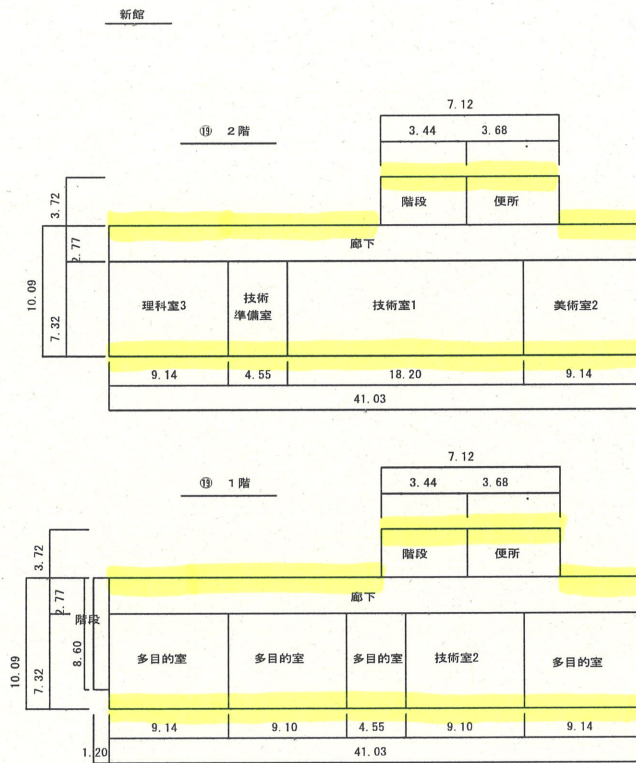 新館
7.12
⑲ 2階
3.44 3.68
3.72
階段 便所
廊下
2.77
10.09
7.32
理科室3
技術
準備室
技術室1
美術室2
9.14 4.55 18.20 9.14
41.03
7.12
⑲ 1階
3.44 3.68
3.72
階段 便所
廊下
2.77
階段
8.60
10.09
7.32
多目的室 多目的室 多目的室 技術室2 多目的室
9.14 9.10 4.55 9.10 9.14
1.20
41.03